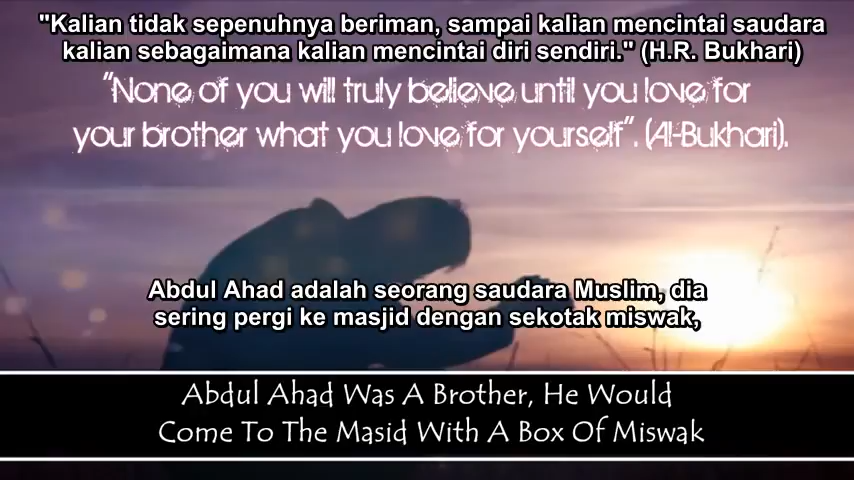 "Kalian tidak sepenuhnya beriman, sampai kalian mencintai saudara
kalian sebagaimana kalian mencintai diri sendiri." (H.R. Bukhari)
"None of you will truly believe until you love for
your brother what you love for yourself". (Al-Bukhari).
Abdul Ahad adalah seorang saudara Muslim, dia
sering pergi ke masjid dengan sekotak miswak,
Abdul Ahad Was A Brother, He Would
Come To The Masid With A Box Of Miswak